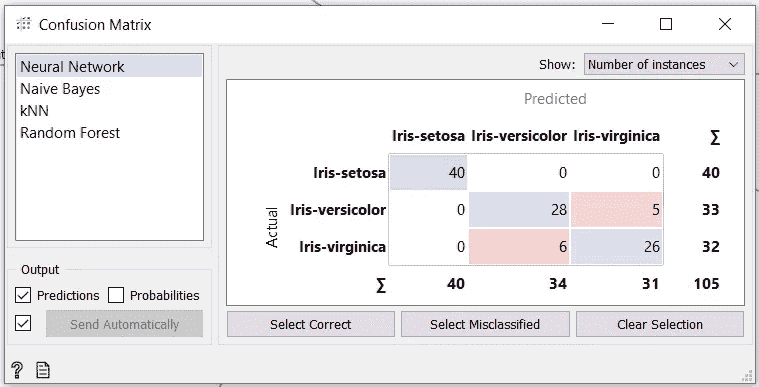 Confusion Matrix
Neural Network
Naive Bayes
kNN
Random Forest
Output
Predictions Probabilities
Send Automatically
Show: Number of instances
Predicted
Iris-setosa Iris-versicolor Iris-virginica ∑
Actual
Iris-setosa 40 0 0 40
Iris-versicolor 0 28 5 33
Iris-virginica 0 6 26 32
∑ 40 34 31 105
Select Correct Select Misclassified Clear Selection
?